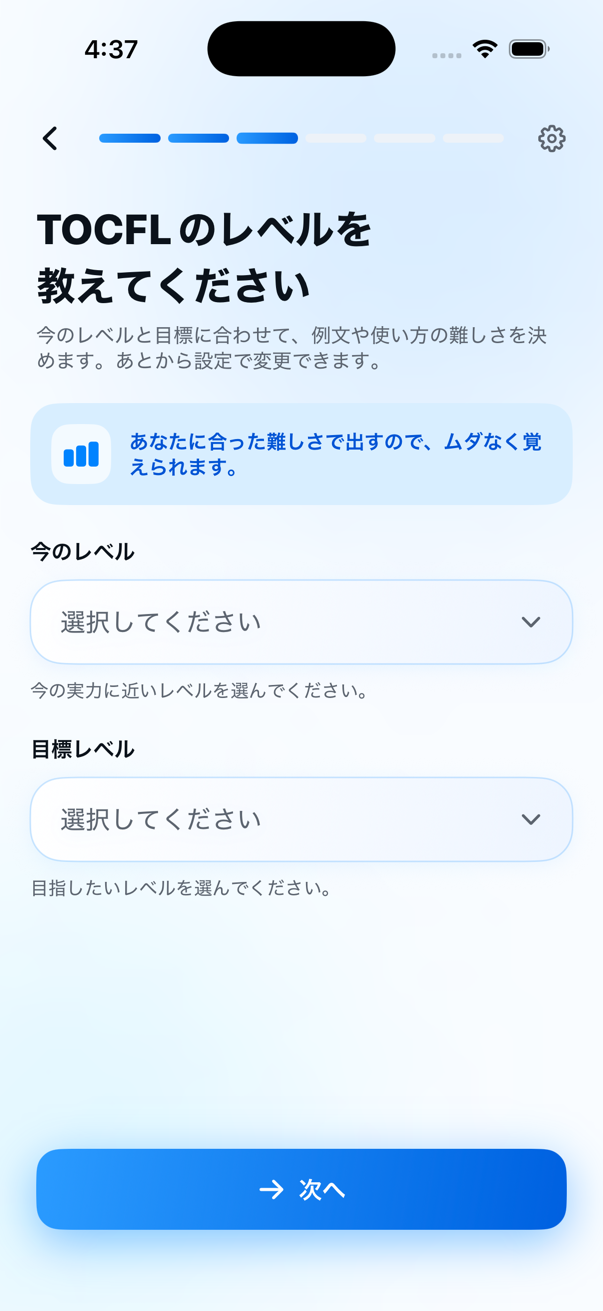 4:37
TOCFL のレベルを
教えてください
今のレベルと目標に合わせて、例文や使い方の難しさを決
めます。あとから設定で変更できます。
あなたに合った難しさで出すので、ムダなく覚
えられます。
今のレベル
選択してください
今の実力に近いレベルを選んでください。
目標レベル
選択してください
目指したいレベルを選んでください。
次へ